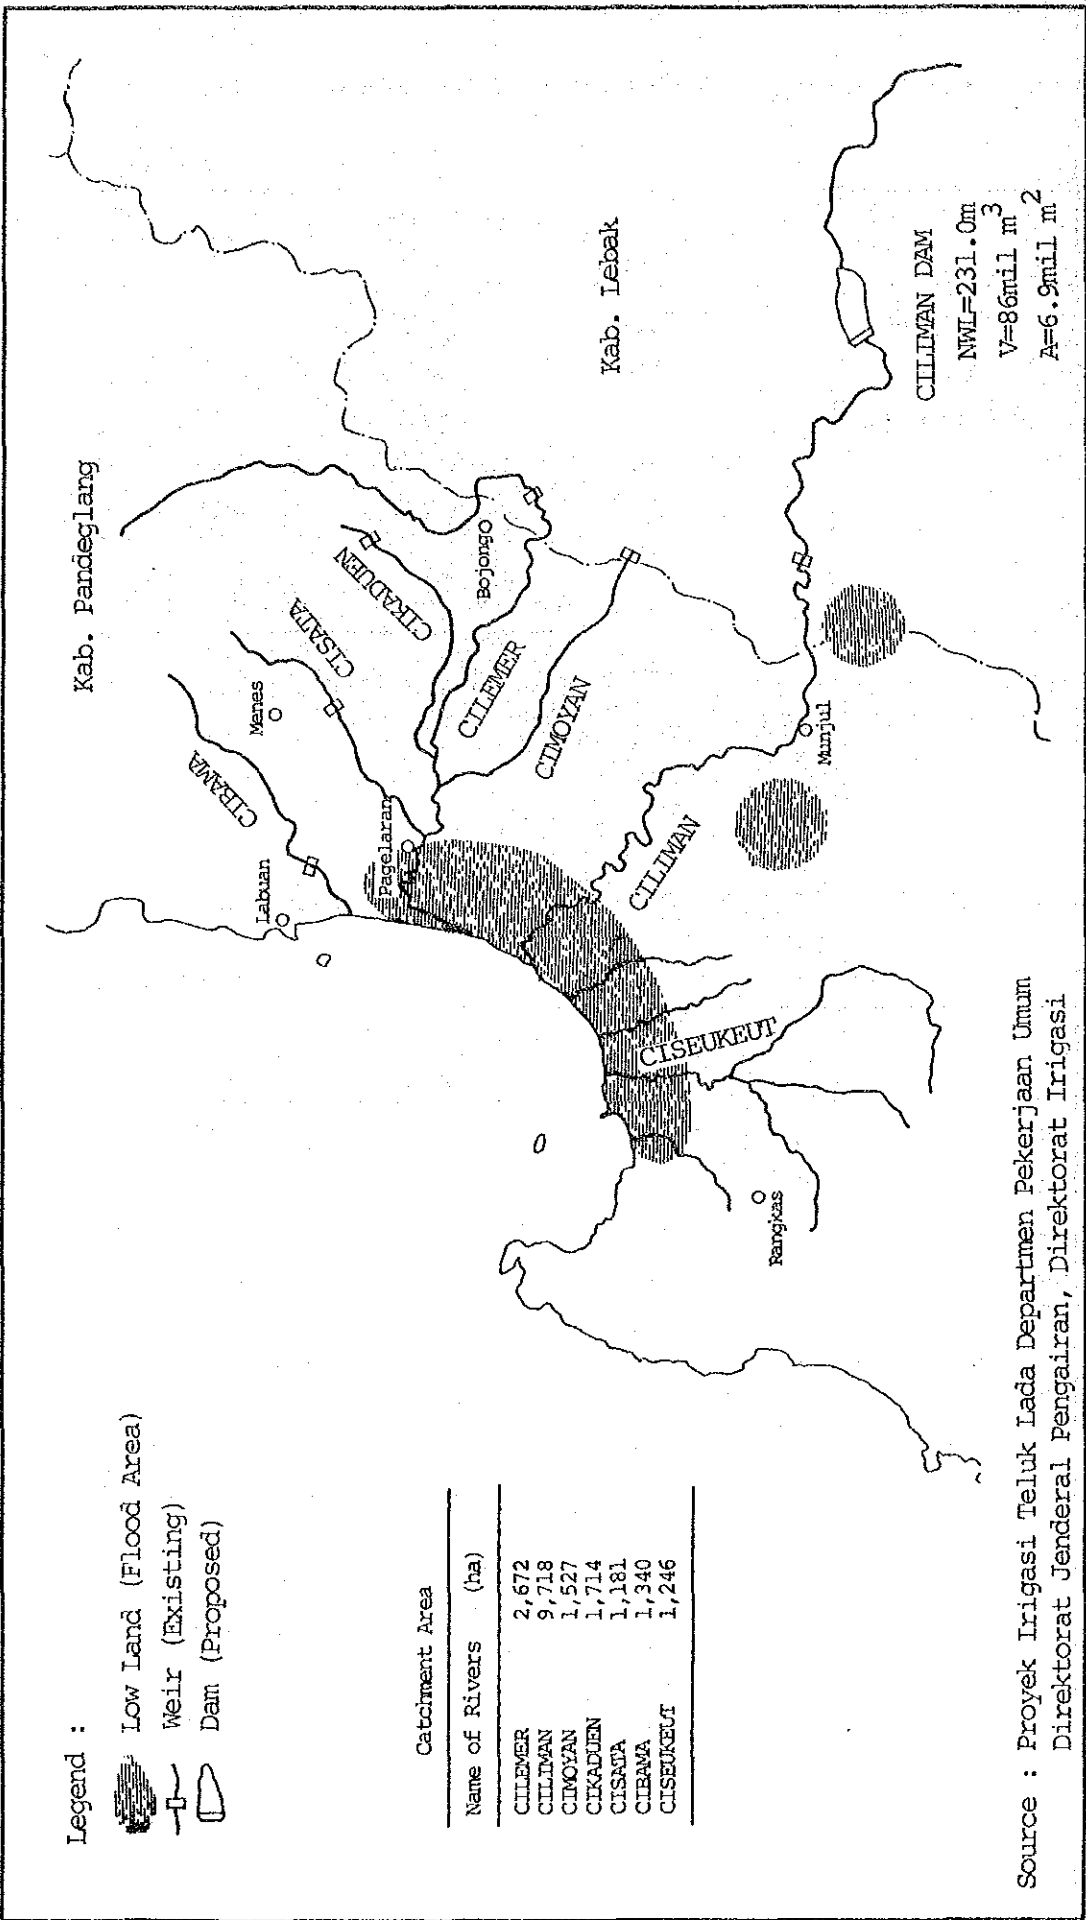 Legend :
Low Land (Flood Area)
Weir (Existing)
Dam (Proposed)
Catchment Area
Name of Rivers (ha)
CILEMER 2,672
CILIMAN 9,718
CIMOYAN 1,527
CIKADUEN 1,714
CISATA 1,181
CIBAMA 1,340
CISEUKEUT 1,246
Kab. Pandeglang
Kab. Lebak
Labuan
CIBAMA
Menes
CISATA
CIKADUEN
Pagelaran
Bojongo
CILEMER
CIMOYAN
CILIMAN
Munjul
CISEUKEUT
Rangkas
CILIMAN DAM
NWL=231.0m
V=86mil m3
A=6.9mil m2
Source : Proyek Irigasi Teluk Lada Departmen Pekerjaan Umum
Direktorat Jenderal Pengairan, Direktorat Irigasi